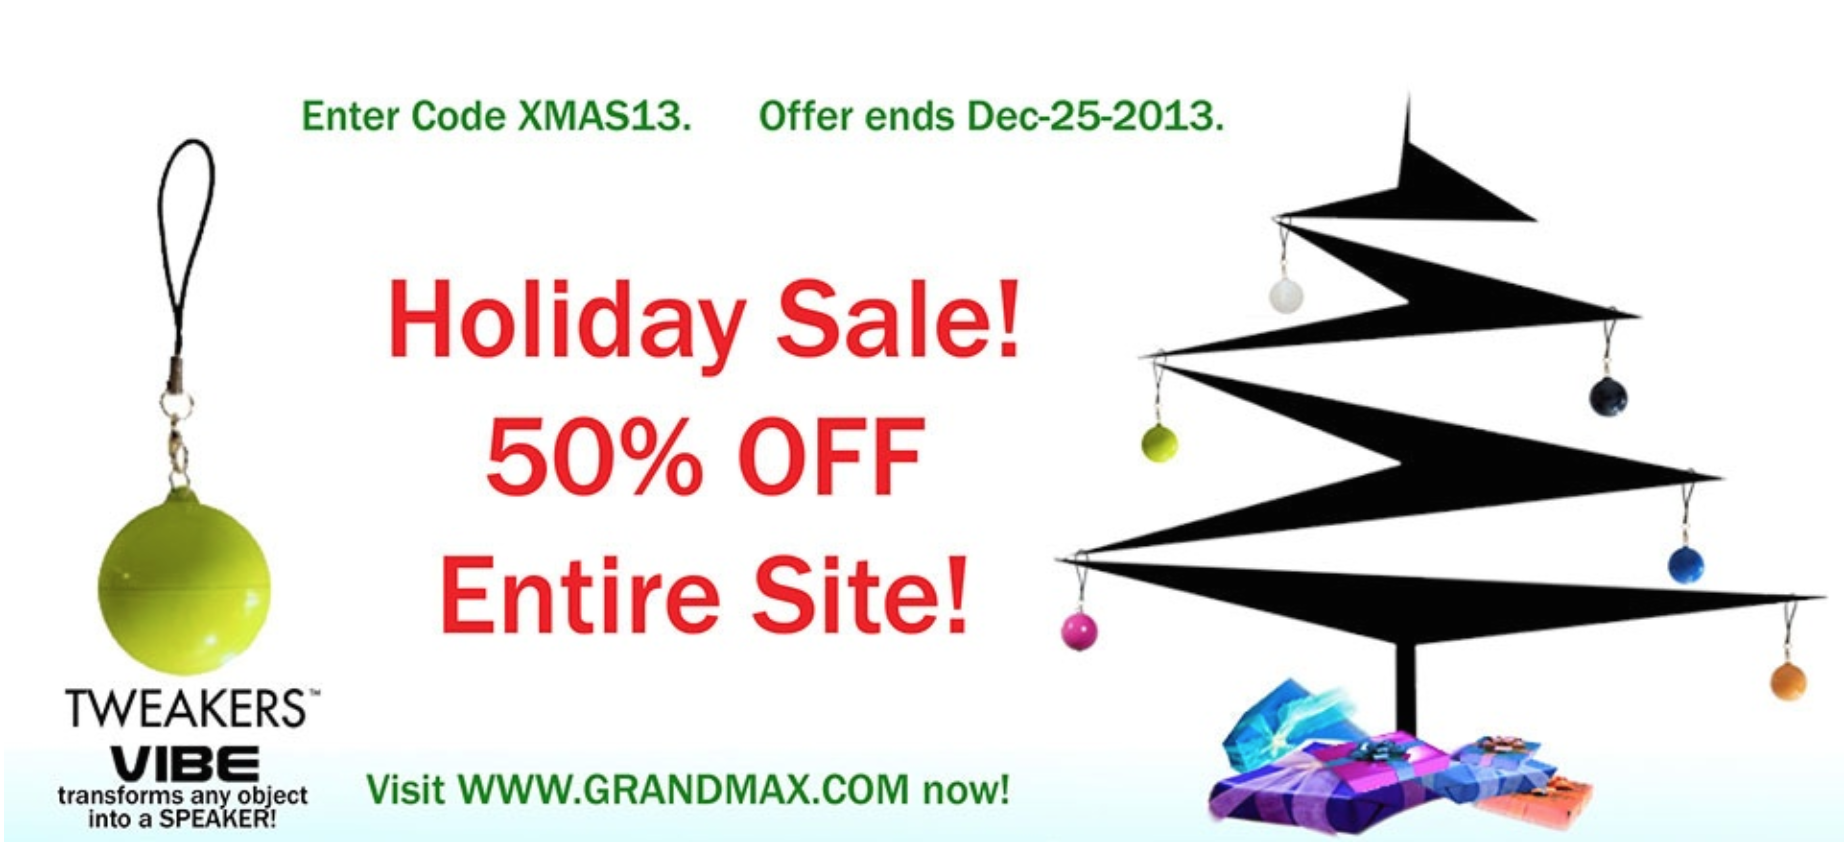 Enter Code XMAS13. Offer ends Dec-25-2013.
Holiday Sale!
50% OFF
Entire Site!
TWEAKERS™
VIBE
transforms any object
into a SPEAKER!
Visit WWW.GRANDMAX.COM now!